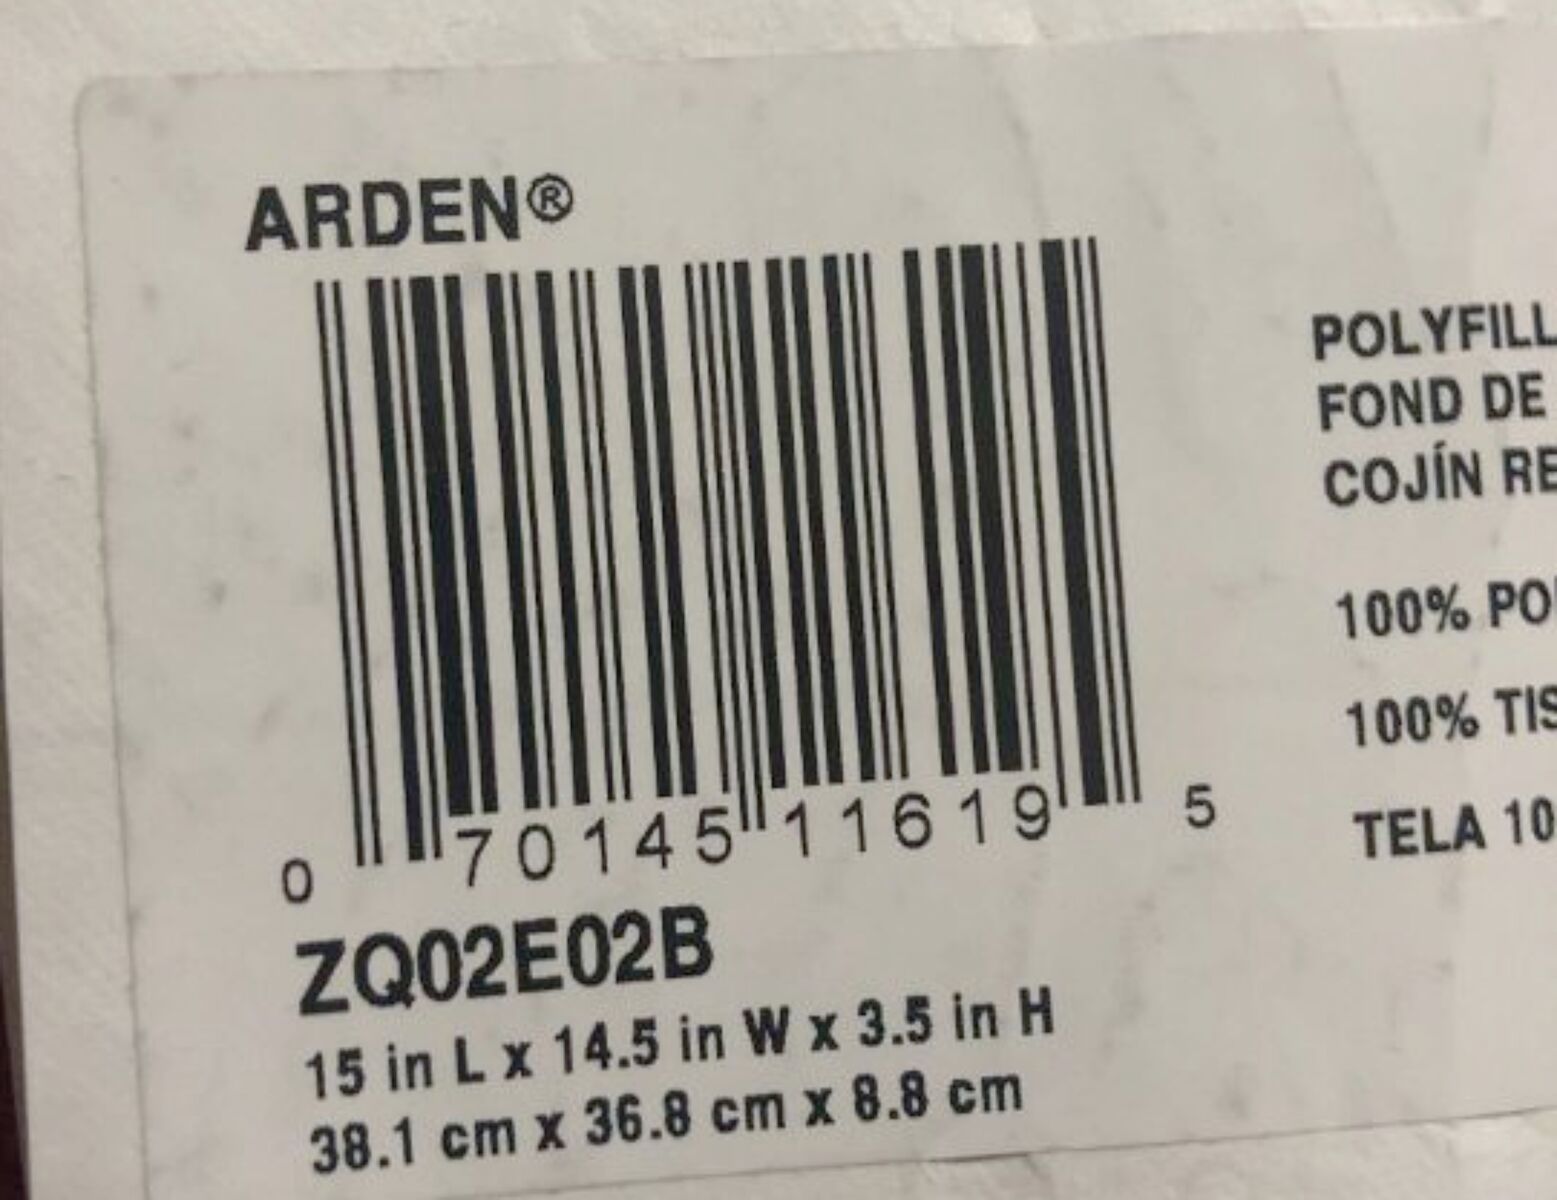 ARDEN®
0 70145 11619 5
ZQ02E02B
15 in L x 14.5 in W x 3.5 in H
38.1 cm x 36.8 cm x 8.8 cm
POLYFILL
FOND DE
COJÍN RE
100% PO
100% TIS
TELA 10